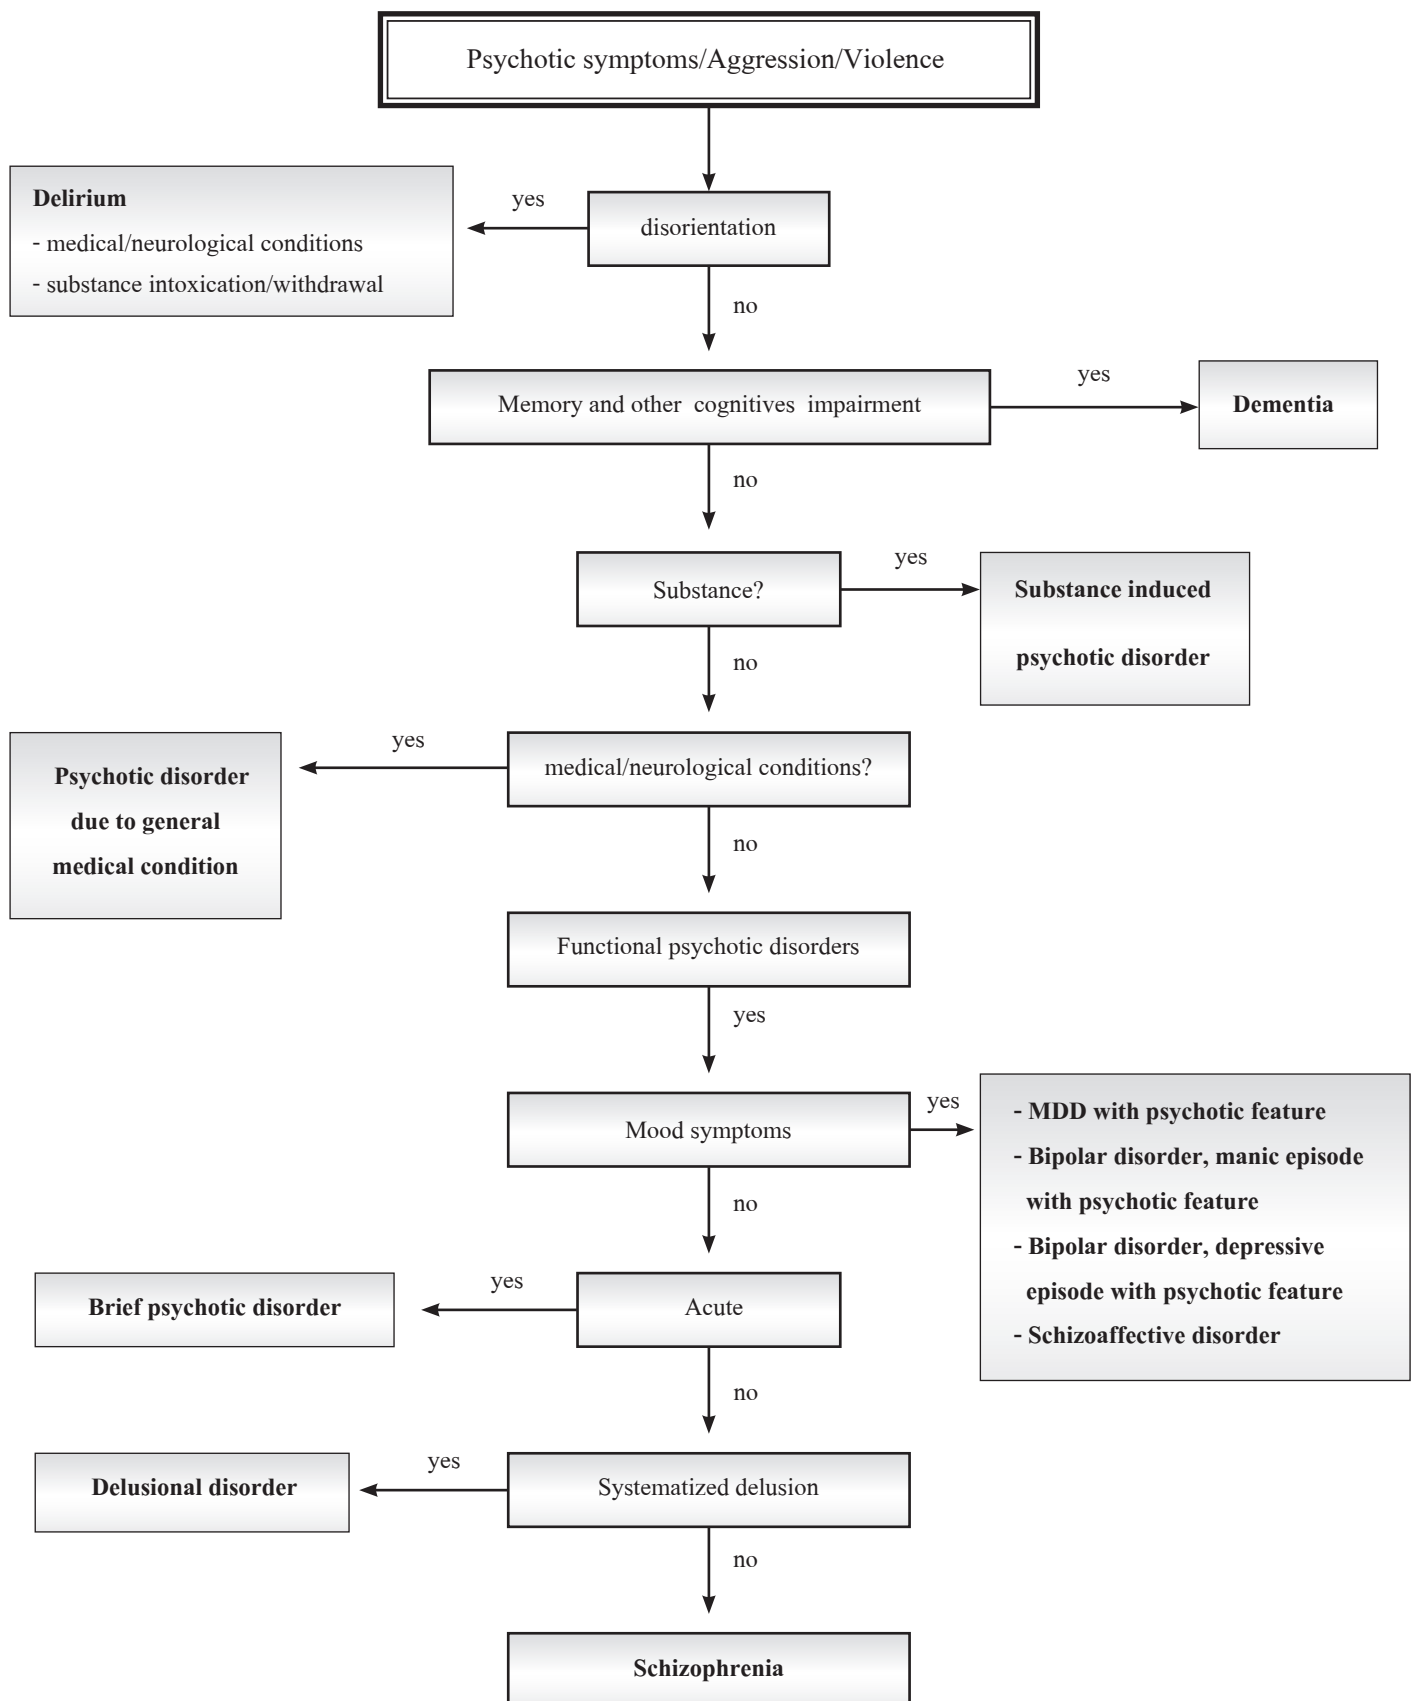 Psychotic symptoms/Aggression/Violence
yes
disorientation
Delirium
- medical/neurological conditions
- substance intoxication/withdrawal
no
Memory and other cognitives impairment
yes
Dementia
no
Substance?
yes
Substance induced
psychotic disorder
no
medical/neurological conditions?
yes
Psychotic disorder
due to general
medical condition
no
Functional psychotic disorders
yes
Mood symptoms
yes
- MDD with psychotic feature
- Bipolar disorder, manic episode
with psychotic feature
- Bipolar disorder, depressive
episode with psychotic feature
- Schizoaffective disorder
no
Acute
yes
Brief psychotic disorder
no
Systematized delusion
yes
Delusional disorder
no
Schizophrenia